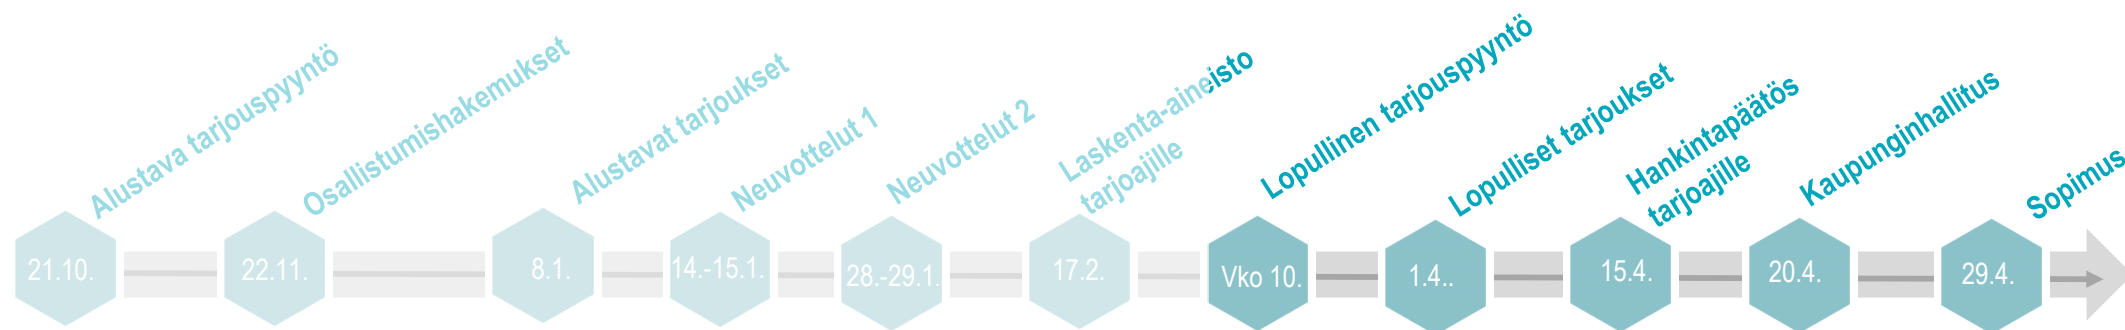 Alustava tarjouspyyntö
Osallistumishakemukset
Alustavat tarjoukset
Neuvottelut 1
Neuvottelut 2
Laskenta-aineisto
tarjoajille
Lopullinen tarjouspyyntö
Lopulliset tarjoukset
Hankintapäätös
tarjoajille
Kaupunginhallitus
Sopimus
21.10.
22.11.
8.1.
14.-15.1.
28.-29.1.
17.2.
Vko 10.
1.4..
15.4.
20.4.
29.4.